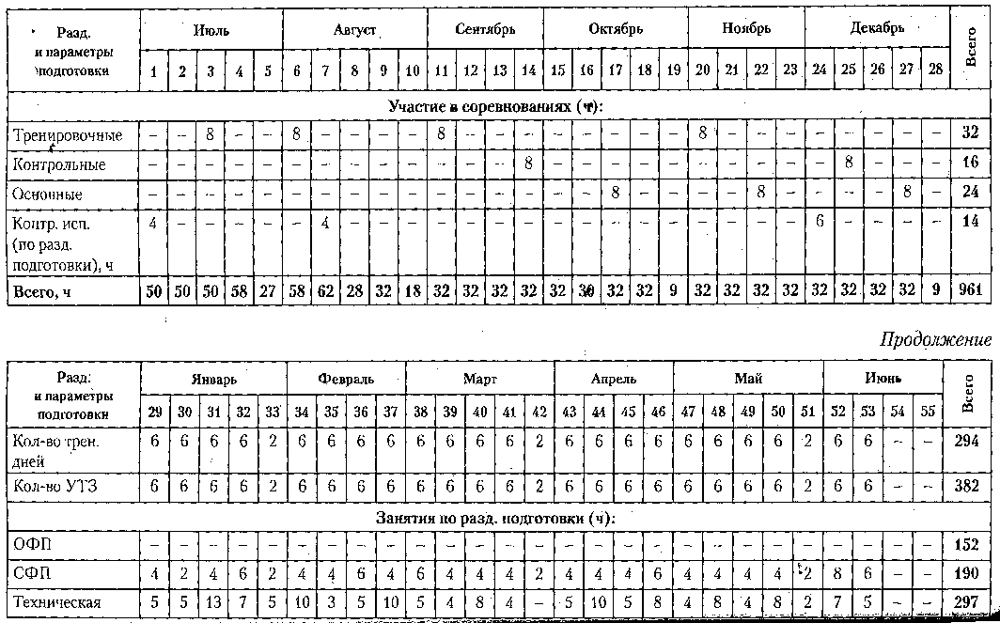 Разд. и параметры подготовки | Июль | Август | Сентябрь | Октябрь | Ноябрь | Декабрь | Всего
1 2 3 4 5 6 7 8 9 10 11 12 13 14 15 16 17 18 19 20 21 22 23 24 25 26 27 28
Участие в соревнованиях (ч):
Тренировочные – – 8 – – 8 – – – – 8 – – – – – – – – 8 – – – – – – – – 32
Контрольные – – – – – – – – – – – – – 8 – – – – – – – – – – 8 – – – 16
Основные – – – – – – – – – – – – – – – – 8 – – – – 8 – – – – 8 – 24
Контр. исп. (по разд. подготовки), ч 4 – – – – – 4 – – – – – – – – – – – – – – – – 6 – – – – 14
Всего, ч 50 50 50 58 27 58 62 28 32 18 32 32 32 32 32 30 32 32 9 32 32 32 32 32 32 32 32 9 961
Продолжение
Разд. и параметры подготовки | Январь | Февраль | Март | Апрель | Май | Июнь | Всего
29 30 31 32 33 34 35 36 37 38 39 40 41 42 43 44 45 46 47 48 49 50 51 52 53 54 55
Кол-во трен. дней 6 6 6 6 2 6 6 6 6 6 6 6 6 2 6 6 6 6 6 6 6 6 2 6 6 – – 294
Кол-во УТЗ 6 6 6 6 2 6 6 6 6 6 6 6 6 2 6 6 6 6 6 6 6 6 2 6 6 – – 382
Занятия по разд. подготовки (ч):
ОФП – – – – – – – – – – – – – – – – – – – – – – – – – – – 152
СФП 4 2 4 6 2 4 4 6 4 6 4 4 4 2 4 4 4 6 4 4 4 4 2 8 6 – – 190
Техническая 5 5 13 7 5 10 3 5 10 5 4 8 4 – 5 10 5 8 4 8 4 8 2 7 5 – – 297